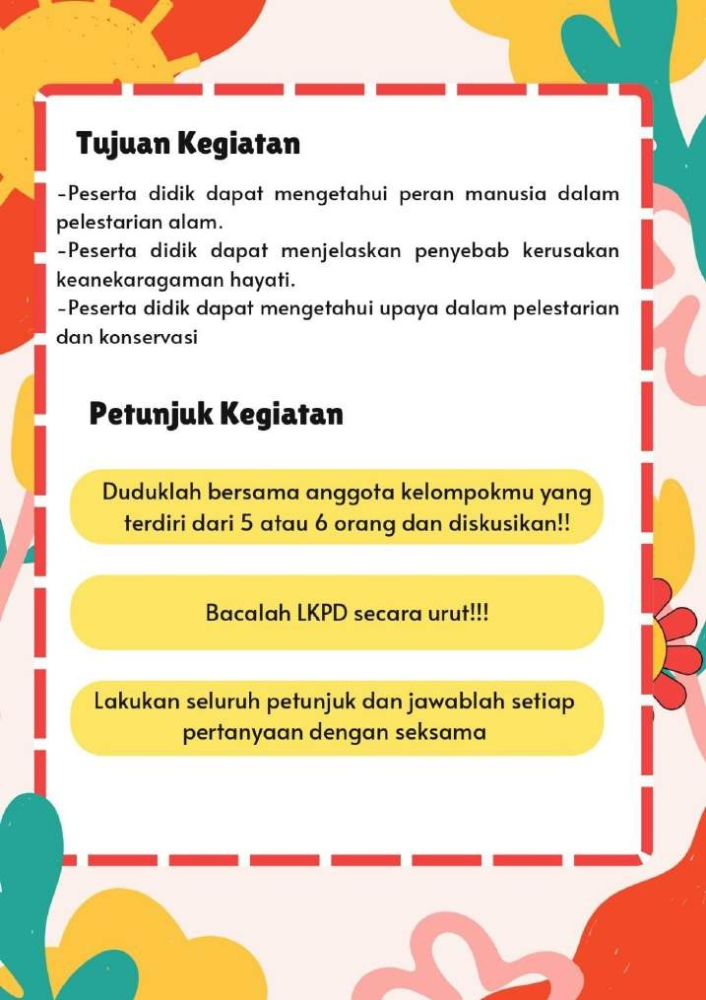 Tujuan Kegiatan
-Peserta didik dapat mengetahui peran manusia dalam
pelestarian alam.
-Peserta didik dapat menjelaskan penyebab kerusakan
keanekaragaman hayati.
-Peserta didik dapat mengetahui upaya dalam pelestarian
dan konservasi
Petunjuk Kegiatan
Duduklah bersama anggota kelompokmu yang
terdiri dari 5 atau 6 orang dan diskusikan!!
Bacalah LKPD secara urut!!!
Lakukan seluruh petunjuk dan jawablah setiap
pertanyaan dengan seksama